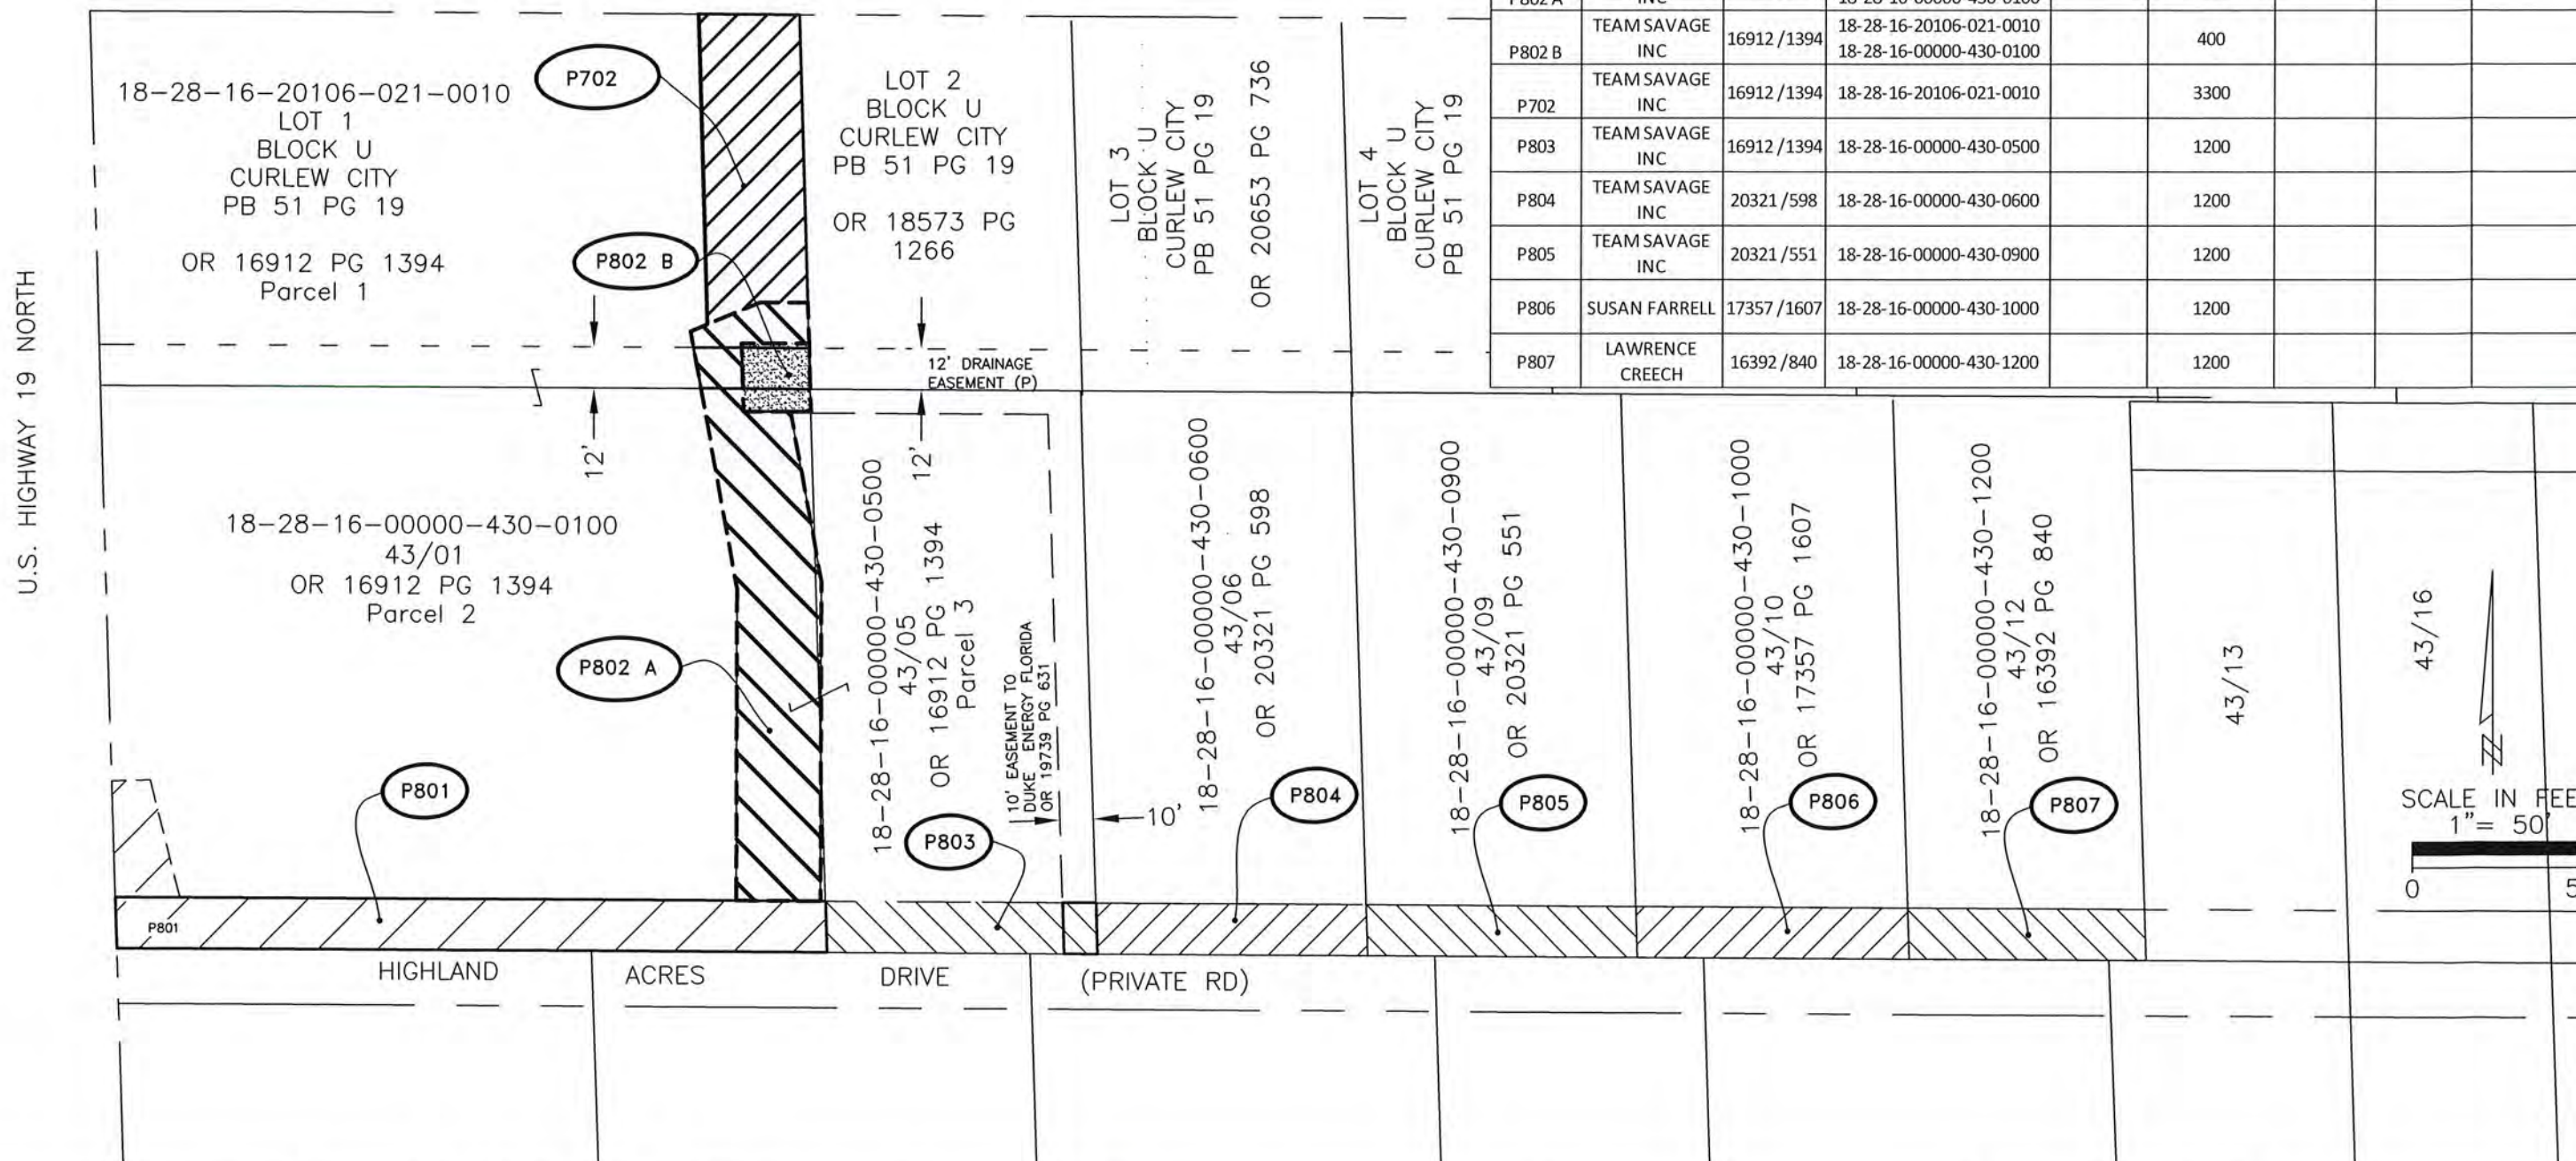 U.S. HIGHWAY 19 NORTH
18-28-16-20106-021-0010
LOT 1
BLOCK U
CURLEW CITY
PB 51 PG 19
OR 16912 PG 1394
Parcel 1
P702
P802 B
LOT 2
BLOCK U
CURLEW CITY
PB 51 PG 19
OR 18573 PG
1266
LOT 3
BLOCK U
CURLEW CITY
PB 51 PG 19
OR 20653 PG 736
LOT 4
BLOCK U
CURLEW CITY
PB 51 PG 19
P802 A INC 18-28-16-00000-430-0100
P802 B TEAM SAVAGE INC 16912/1394 18-28-16-20106-021-0010 400
18-28-16-00000-430-0100
P702 TEAM SAVAGE INC 16912/1394 18-28-16-20106-021-0010 3300
P803 TEAM SAVAGE INC 16912/1394 18-28-16-00000-430-0500 1200
P804 TEAM SAVAGE INC 20321/598 18-28-16-00000-430-0600 1200
P805 TEAM SAVAGE INC 20321/551 18-28-16-00000-430-0900 1200
P806 SUSAN FARRELL 17357/1607 18-28-16-00000-430-1000 1200
P807 LAWRENCE CREECH 16392/840 18-28-16-00000-430-1200 1200
12' DRAINAGE
EASEMENT (P)
12'
12'
18-28-16-00000-430-0100
43/01
OR 16912 PG 1394
Parcel 2
P802 A
P801
P801
18-28-16-00000-430-0500
43/05
OR 16912 PG 1394
Parcel 3
P803
10' EASEMENT TO
DUKE ENERGY FLORIDA
OR 19739 PG 631
10'
18-28-16-00000-430-0600
43/06
OR 20321 PG 598
P804
18-28-16-00000-430-0900
43/09
OR 20321 PG 551
P805
18-28-16-00000-430-1000
43/10
OR 17357 PG 1607
P806
18-28-16-00000-430-1200
43/12
OR 16392 PG 840
P807
43/13
43/16
SCALE IN FEE
1"= 50'
0 5
HIGHLAND ACRES DRIVE (PRIVATE RD)